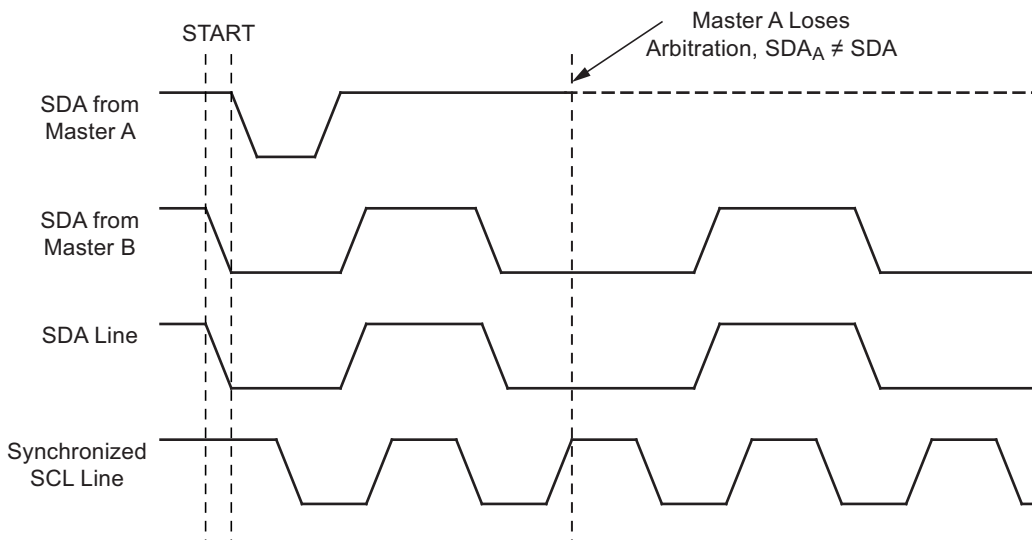 START
Master A Loses
Arbitration, SDA_A ≠ SDA
SDA from
Master A
SDA from
Master B
SDA Line
Synchronized
SCL Line